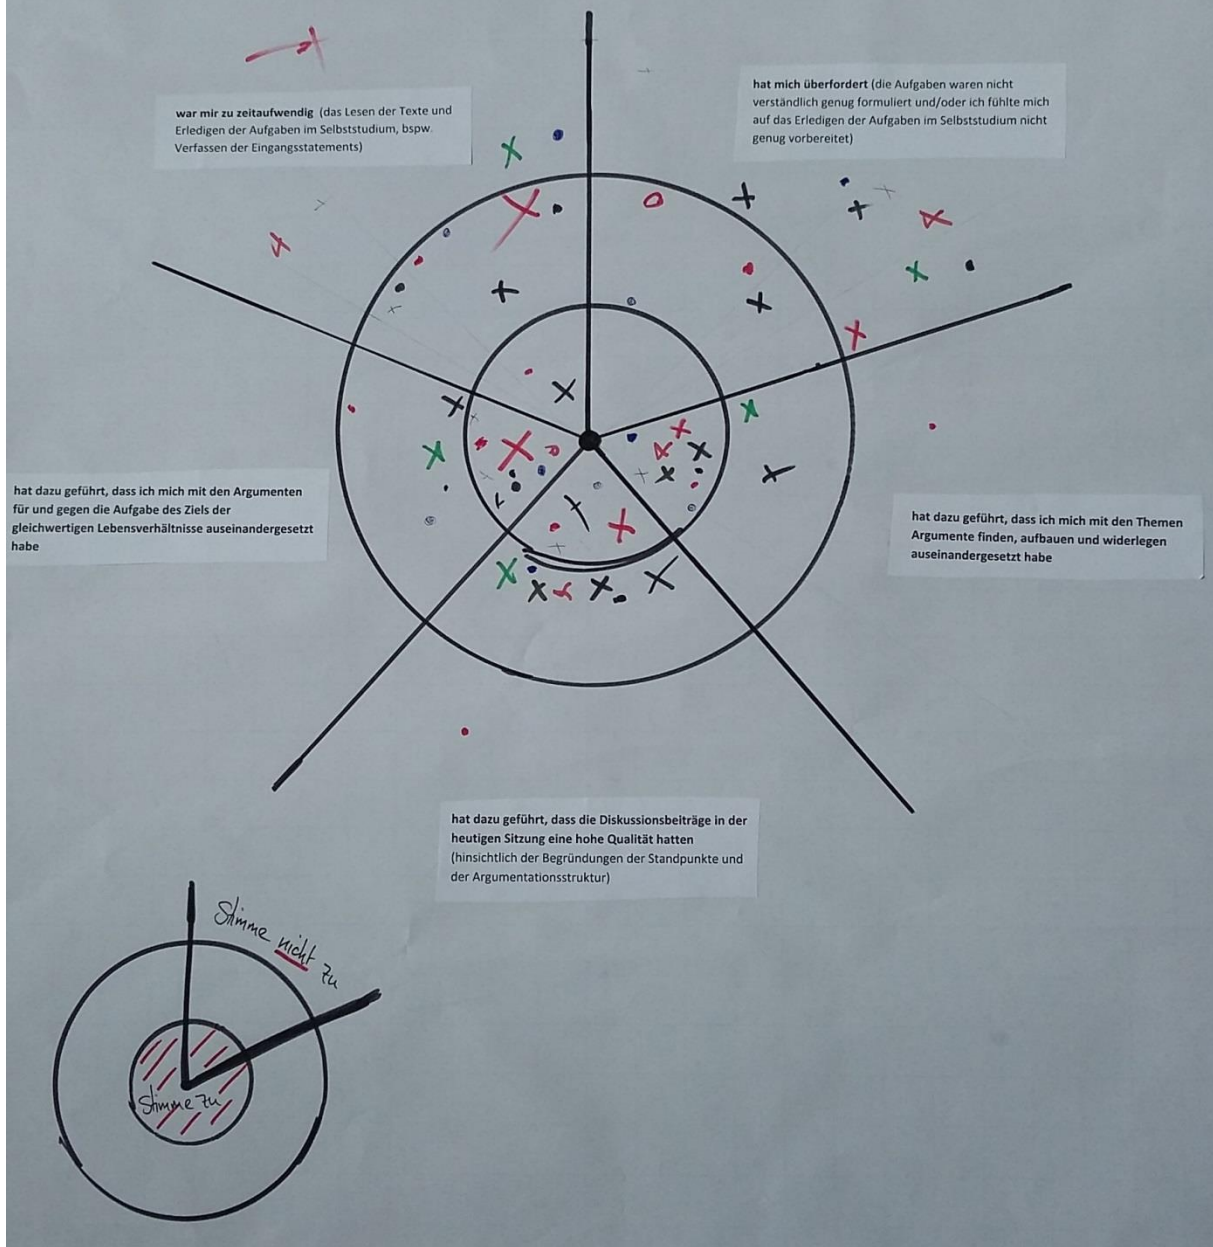 war mir zu zeitaufwendig (das Lesen der Texte und
Erledigen der Aufgaben im Selbststudium, bspw.
Verfassen der Eingangsstatements)
hat mich überfordert (die Aufgaben waren nicht
verständlich genug formuliert und/oder ich fühlte mich
auf das Erledigen der Aufgaben im Selbststudium nicht
genug vorbereitet)
hat dazu geführt, dass ich mich mit den Argumenten
für und gegen die Aufgabe des Ziels der
gleichwertigen Lebensverhältnisse auseinandergesetzt
habe
hat dazu geführt, dass ich mich mit den Themen
Argumente finden, aufbauen und widerlegen
auseinandergesetzt habe
hat dazu geführt, dass die Diskussionsbeiträge in der
heutigen Sitzung eine hohe Qualität hatten
(hinsichtlich der Begründungen der Standpunkte und
der Argumentationsstruktur)
Stimme nicht zu
Stimme zu